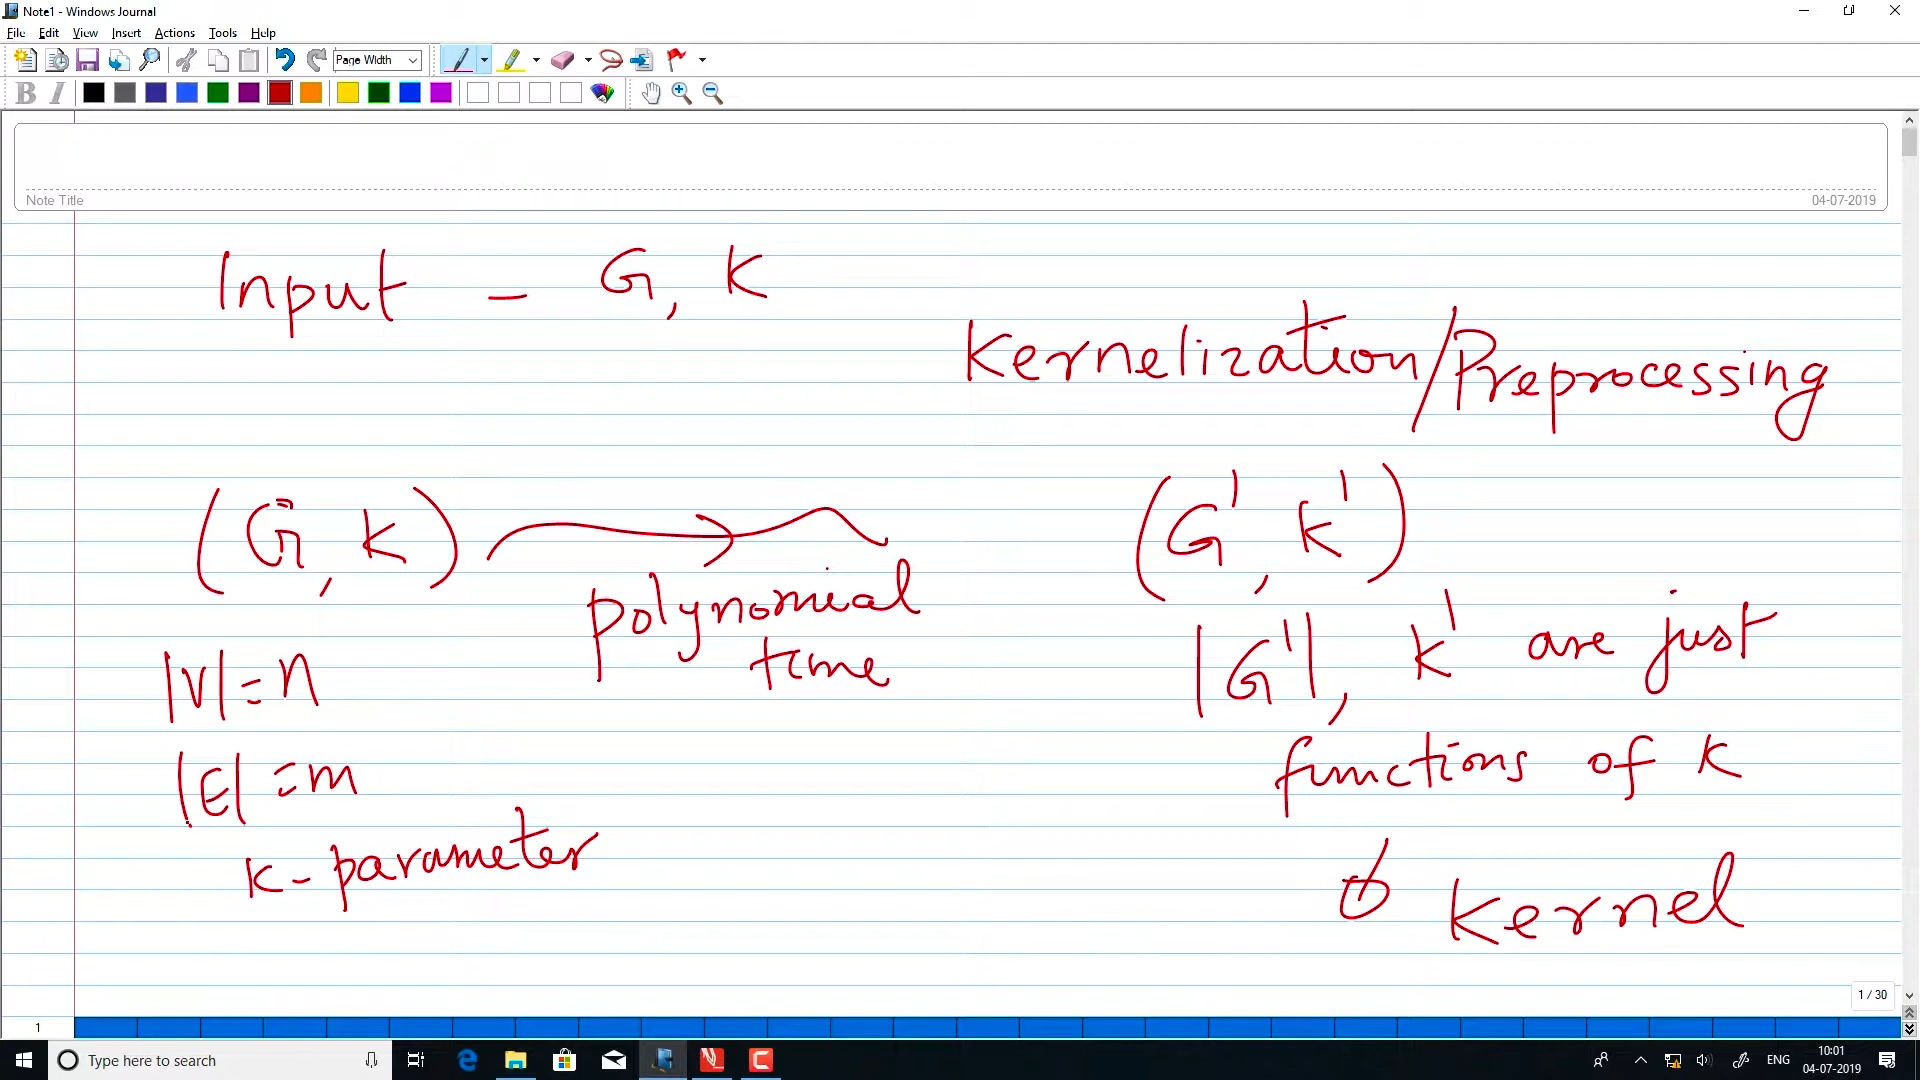 Note1 - Windows Journal
File Edit View Insert Actions Tools Help
Page Width
B I
Note Title
04-07-2019
Input - G, K
Kernelization/Preprocessing
(G, k)
(G', k')
polynomial
time
|V| = n
|G'|, k' are just
|E| = m
functions of k
k - parameter
Kernel
1 / 30
1
Type here to search
ENG
10:01
04-07-2019